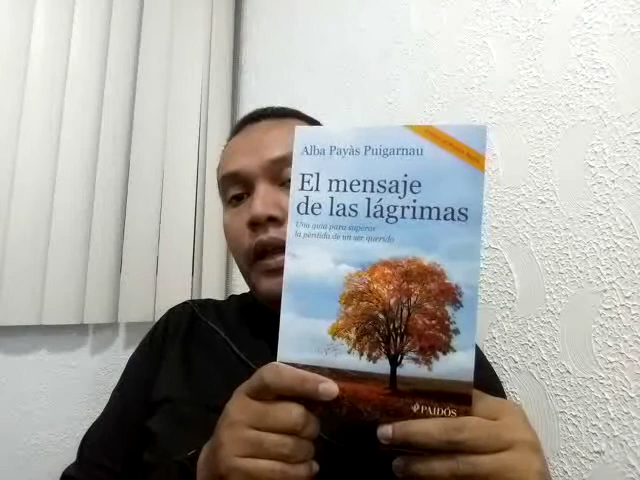 Alba Payàs Puigarnau
El mensaje
de las lágrimas
Una guía para superar
la pérdida de un ser querido
PAIDÓS